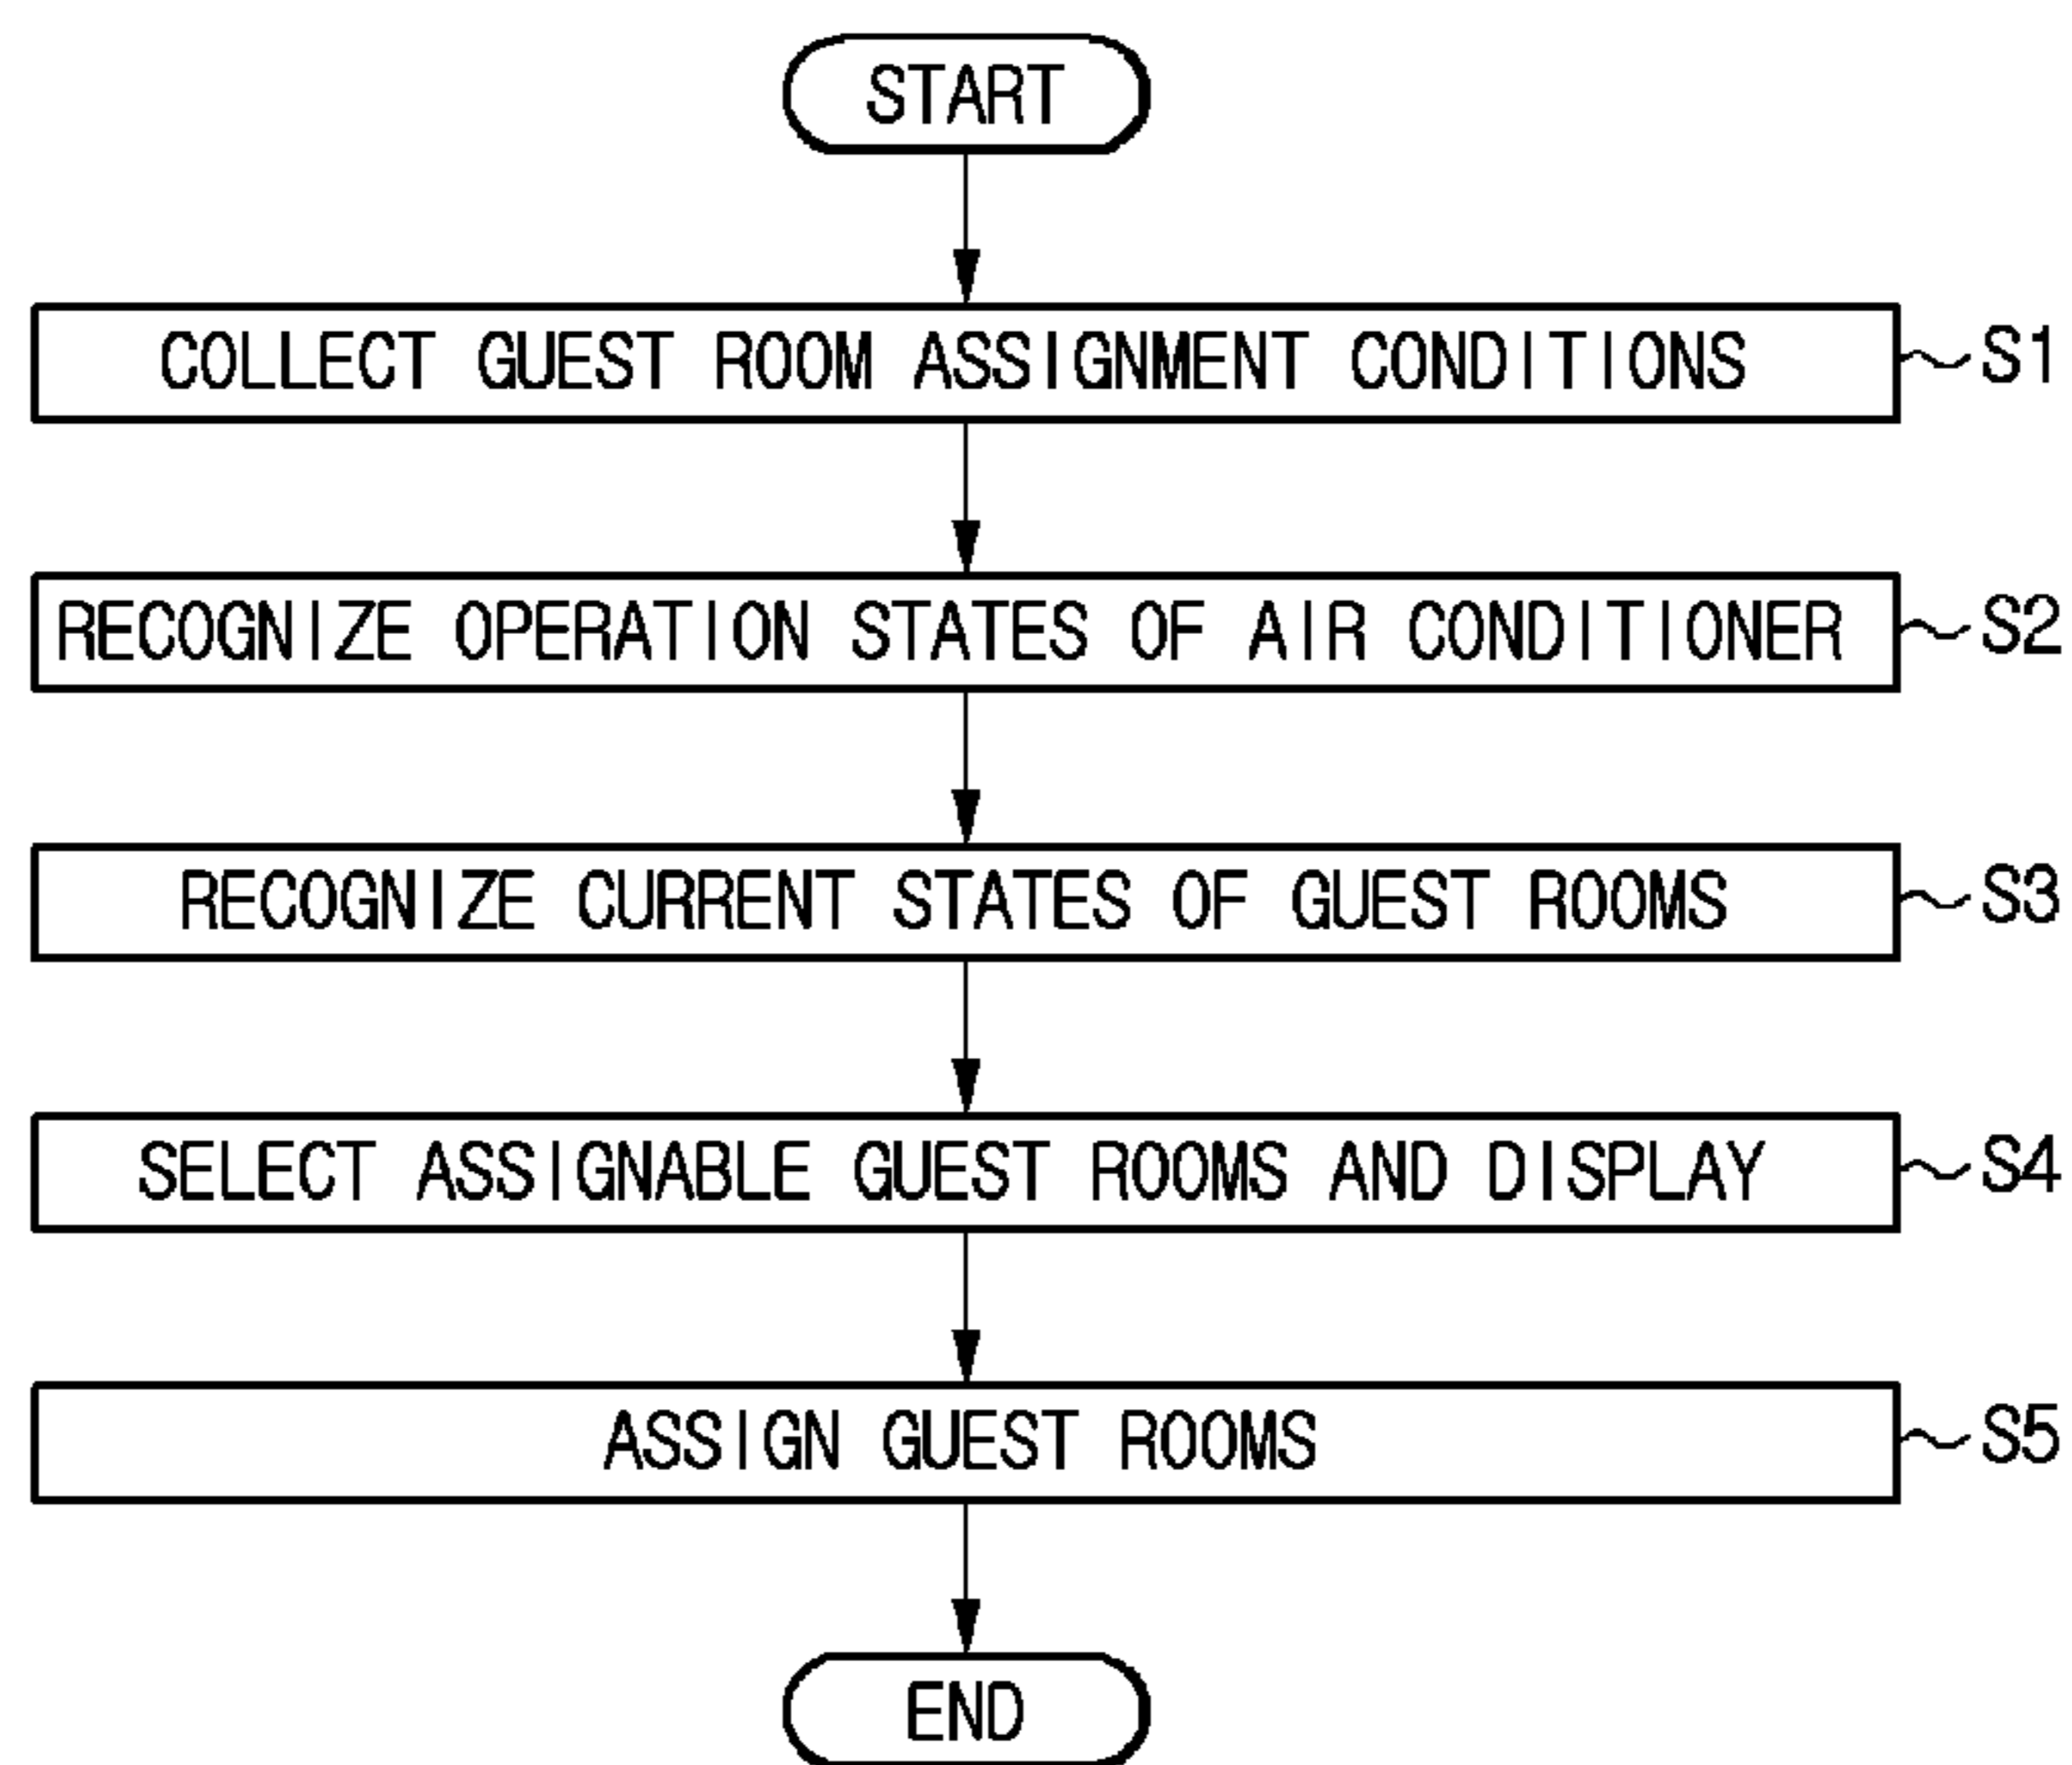 START
COLLECT GUEST ROOM ASSIGNMENT CONDITIONS S1
RECOGNIZE OPERATION STATES OF AIR CONDITIONER S2
RECOGNIZE CURRENT STATES OF GUEST ROOMS S3
SELECT ASSIGNABLE GUEST ROOMS AND DISPLAY S4
ASSIGN GUEST ROOMS S5
END